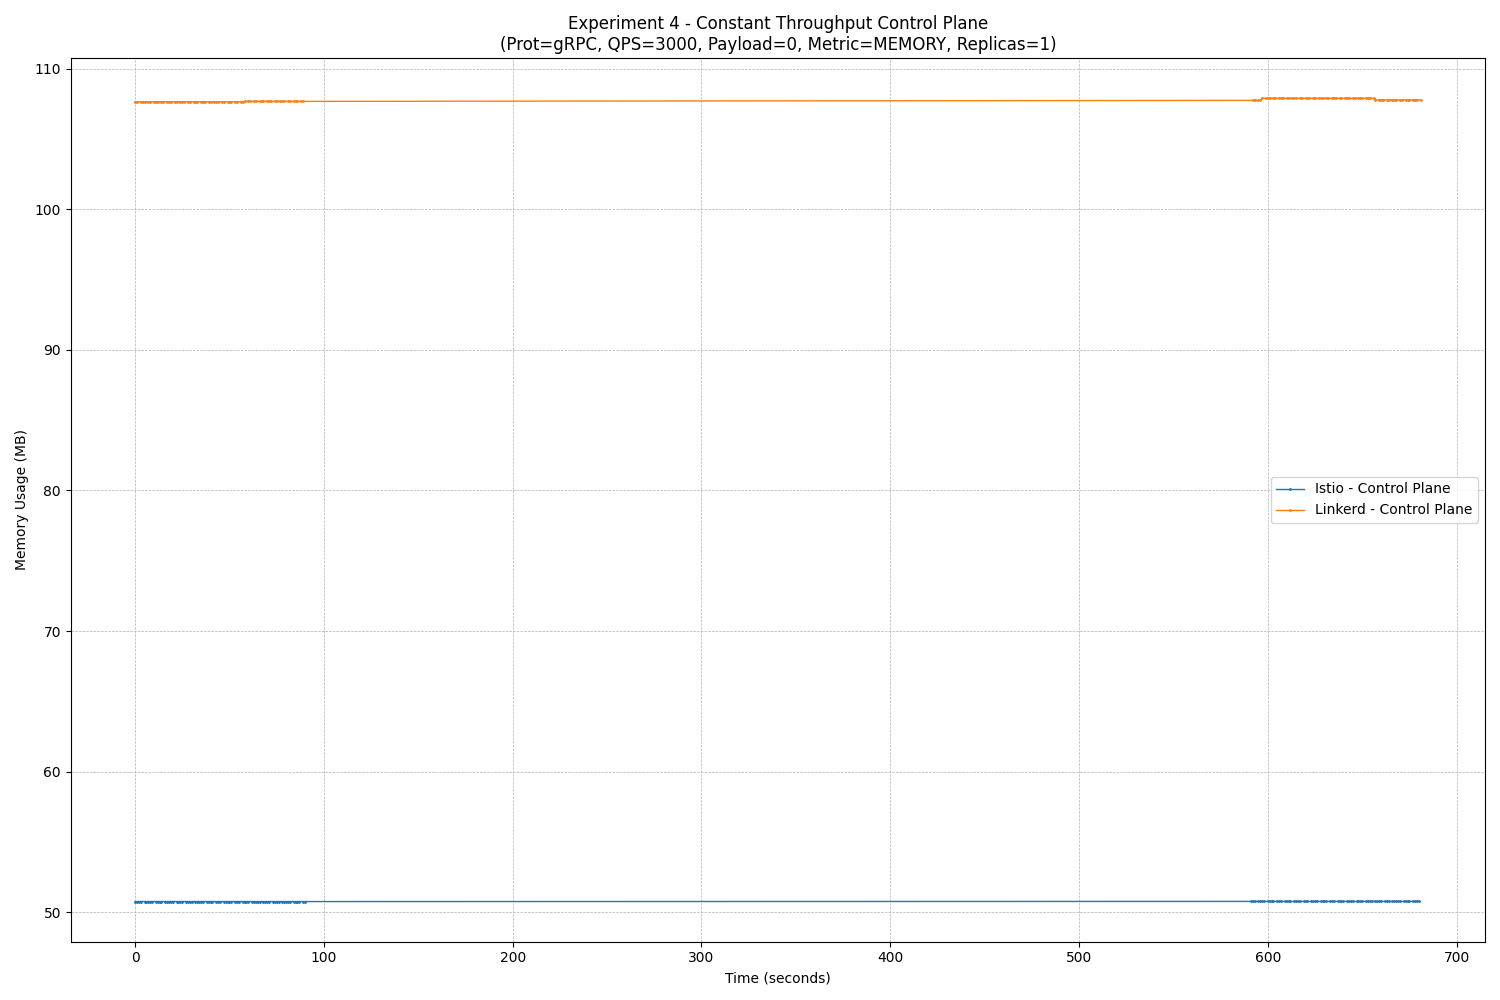 Experiment 4 - Constant Throughput Control Plane
(Prot=gRPC, QPS=3000, Payload=0, Metric=MEMORY, Replicas=1)
110
100
90
80
70
60
50
Memory Usage (MB)
Istio - Control Plane
Linkerd - Control Plane
0 100 200 300 400 500 600 700
Time (seconds)